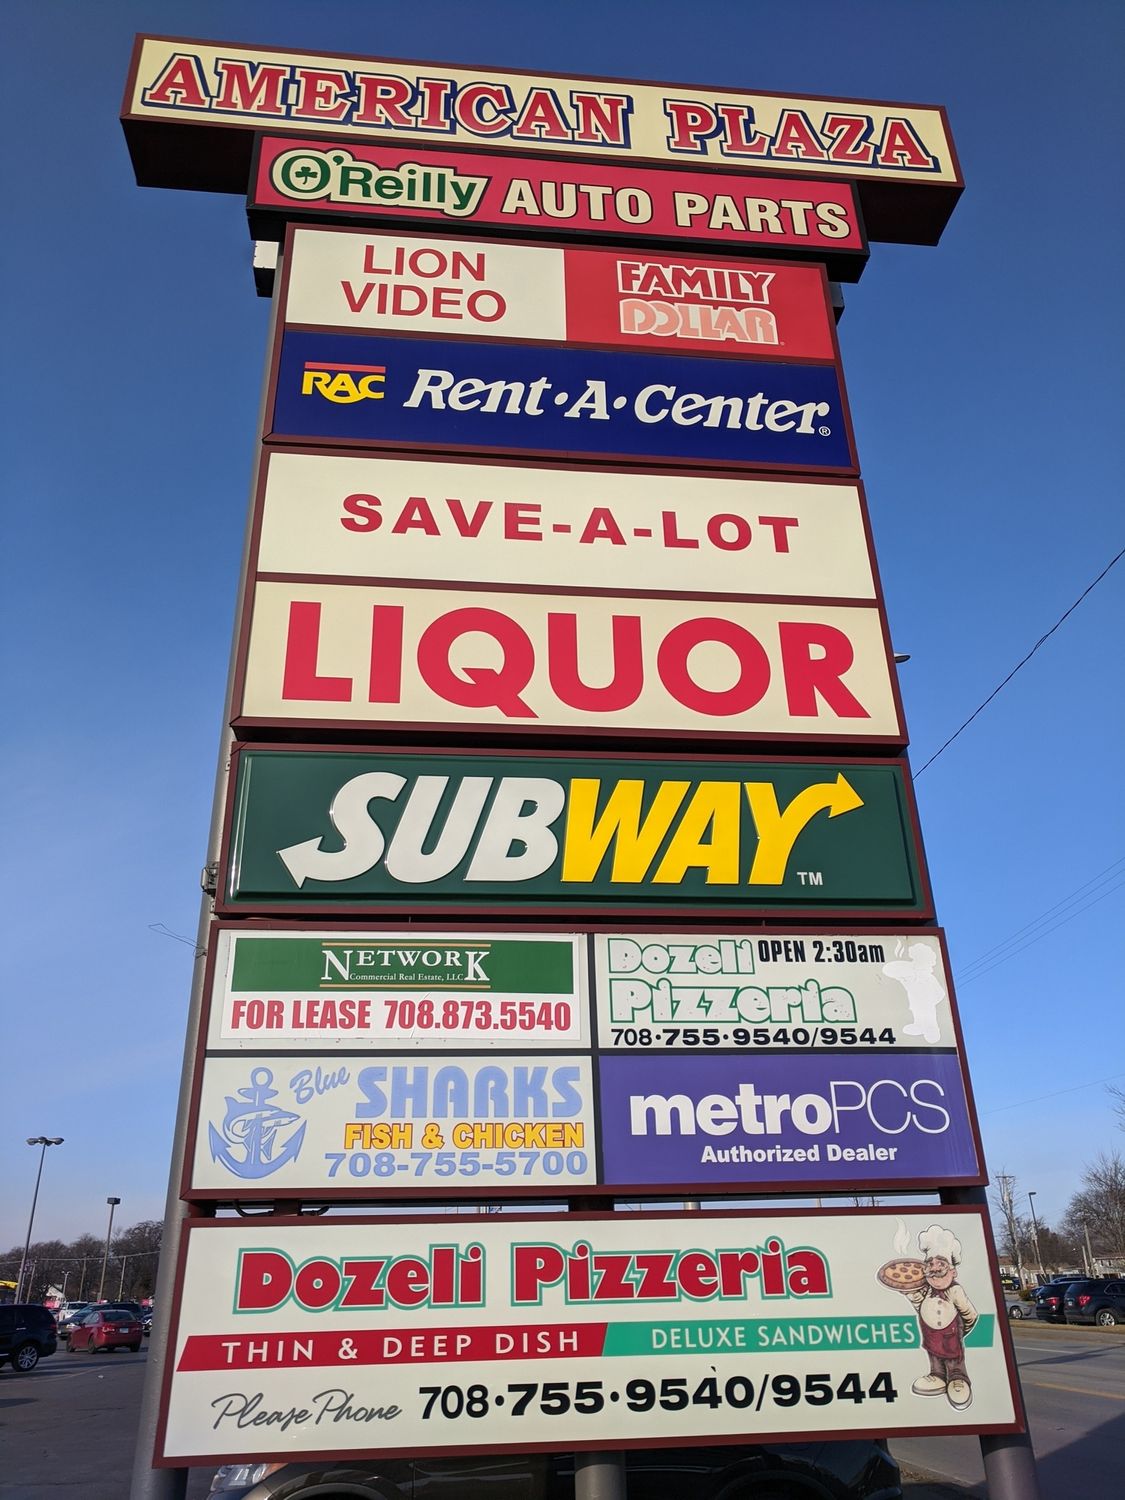 AMERICAN PLAZA
O'Reilly AUTO PARTS
LION
VIDEO
FAMILY
DOLLAR
RAC Rent·A·Center®
SAVE-A-LOT
LIQUOR
SUBWAY™
NETWORK
Commercial Real Estate, LLC
FOR LEASE 708.873.5540
Dozeli OPEN 2:30am
Pizzeria
708·755·9540/9544
Blue SHARKS
FISH & CHICKEN
708-755-5700
metroPCS
Authorized Dealer
Dozeli Pizzeria
THIN & DEEP DISH DELUXE SANDWICHES
Please Phone 708·755·9540/9544